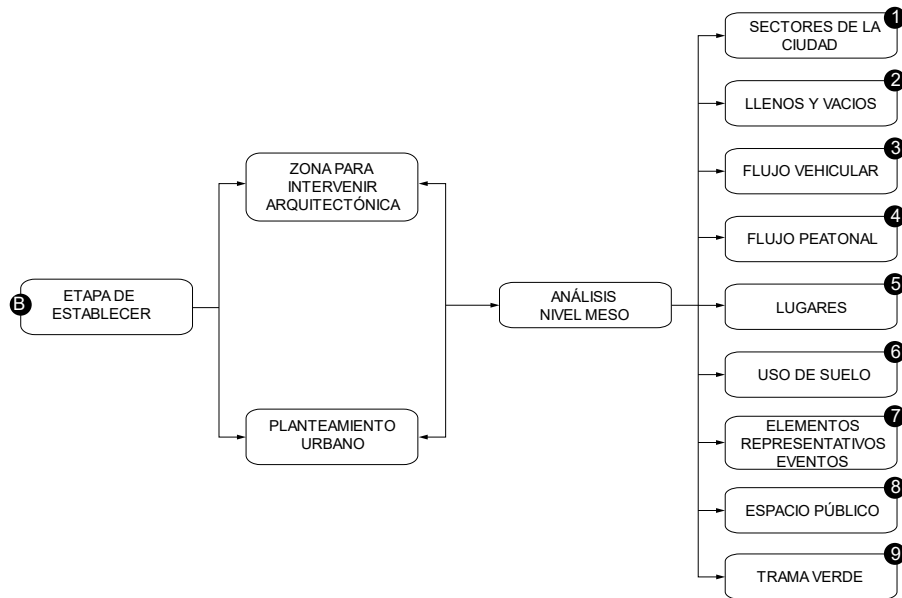 B
ETAPA DE
ESTABLECER
ZONA PARA
INTERVENIR
ARQUITECTÓNICA
PLANTEAMIENTO
URBANO
ANÁLISIS
NIVEL MESO
1
SECTORES DE LA
CIUDAD
2
LLENOS Y VACIOS
3
FLUJO VEHICULAR
4
FLUJO PEATONAL
5
LUGARES
6
USO DE SUELO
7
ELEMENTOS
REPRESENTATIVOS
EVENTOS
8
ESPACIO PÚBLICO
9
TRAMA VERDE